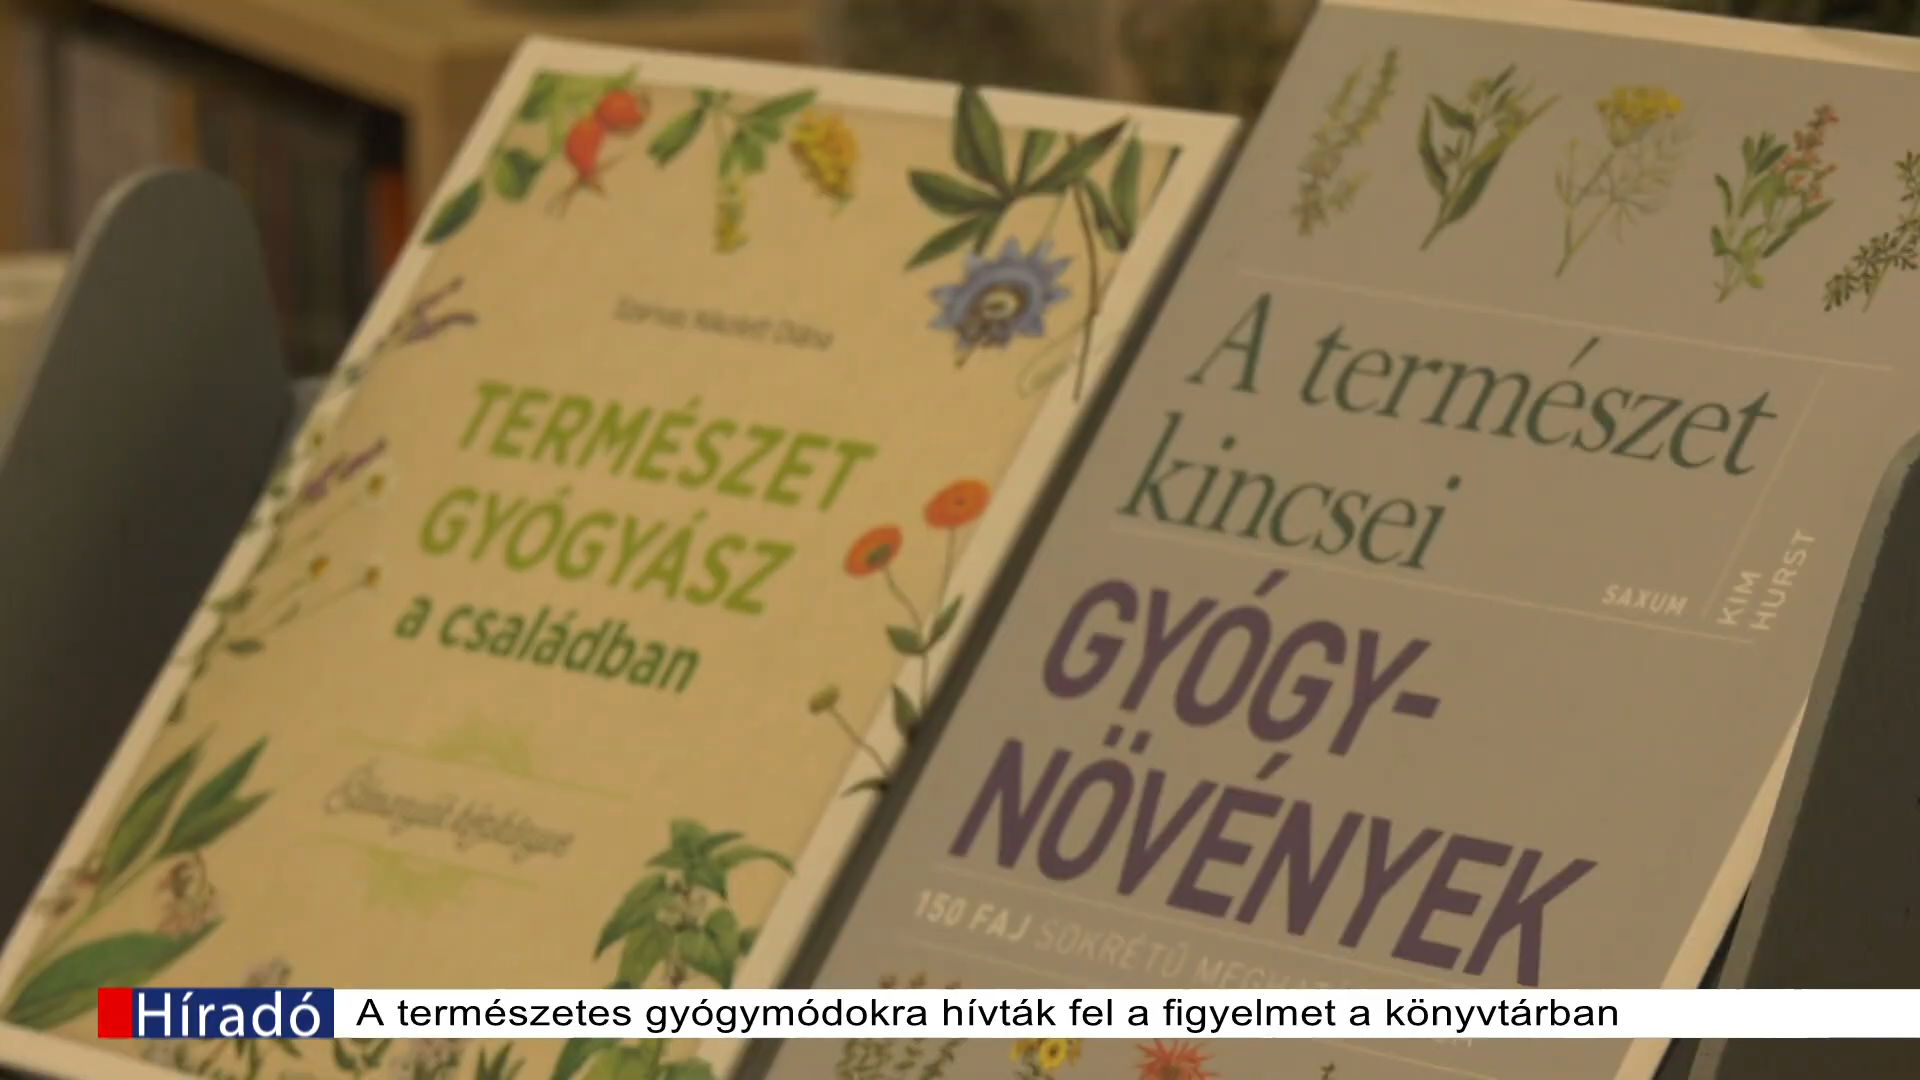 TERMÉSZET
GYÓGYÁSZ
a családban
A természet
kincsei
SAXUM
KIM
HURST
GYÓGY-
NÖVÉNYEK
150 FAJ SOKRÉTŰ
Híradó
A természetes gyógymódokra hívták fel a figyelmet a könyvtárban